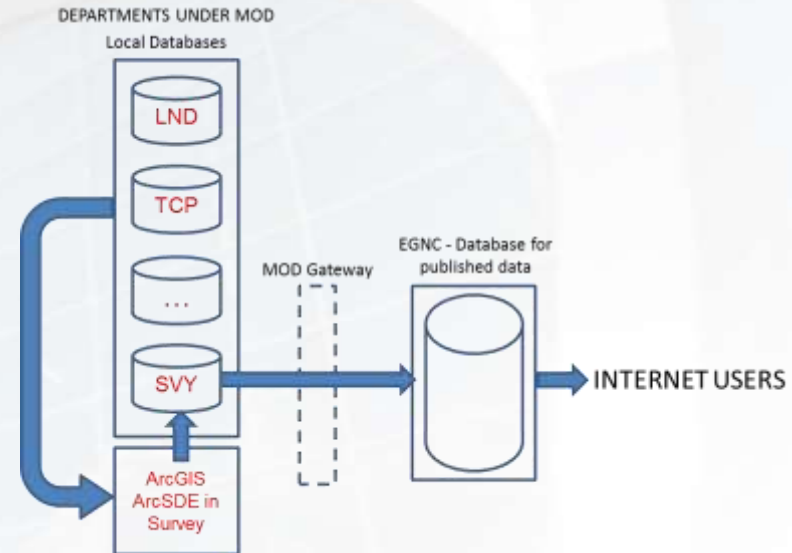 DEPARTMENTS UNDER MOD
Local Databases
LND
TCP
...
SVY
ArcGIS
ArcSDE in
Survey
MOD Gateway
EGNC - Database for
published data
INTERNET USERS